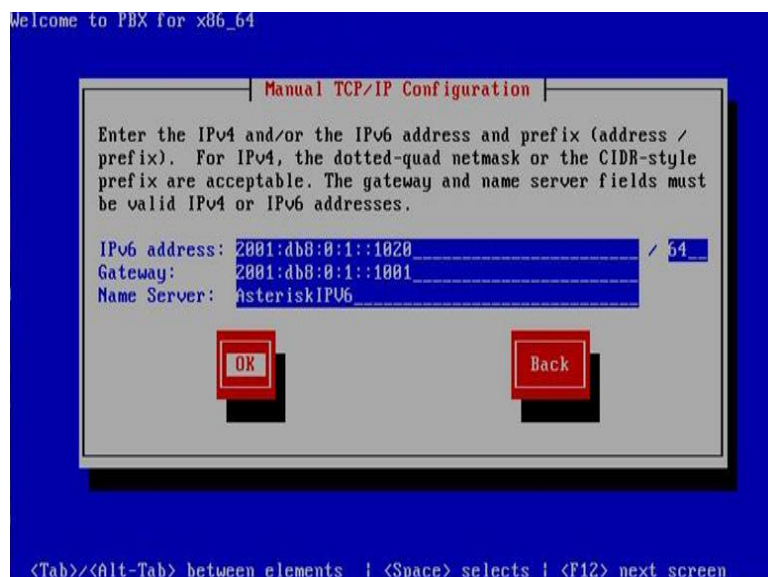 Welcome to PBX for x86_64
Manual TCP/IP Configuration
Enter the IPv4 and/or the IPv6 address and prefix (address /
prefix).  For IPv4, the dotted-quad netmask or the CIDR-style
prefix are acceptable. The gateway and name server fields must
be valid IPv4 or IPv6 addresses.
IPv6 address: 2001:db8:0:1::1020 / 64
Gateway: 2001:db8:0:1::1001
Name Server: AsteriskIPV6
OK Back
<Tab>/<Alt-Tab> between elements | <Space> selects | <F12> next screen